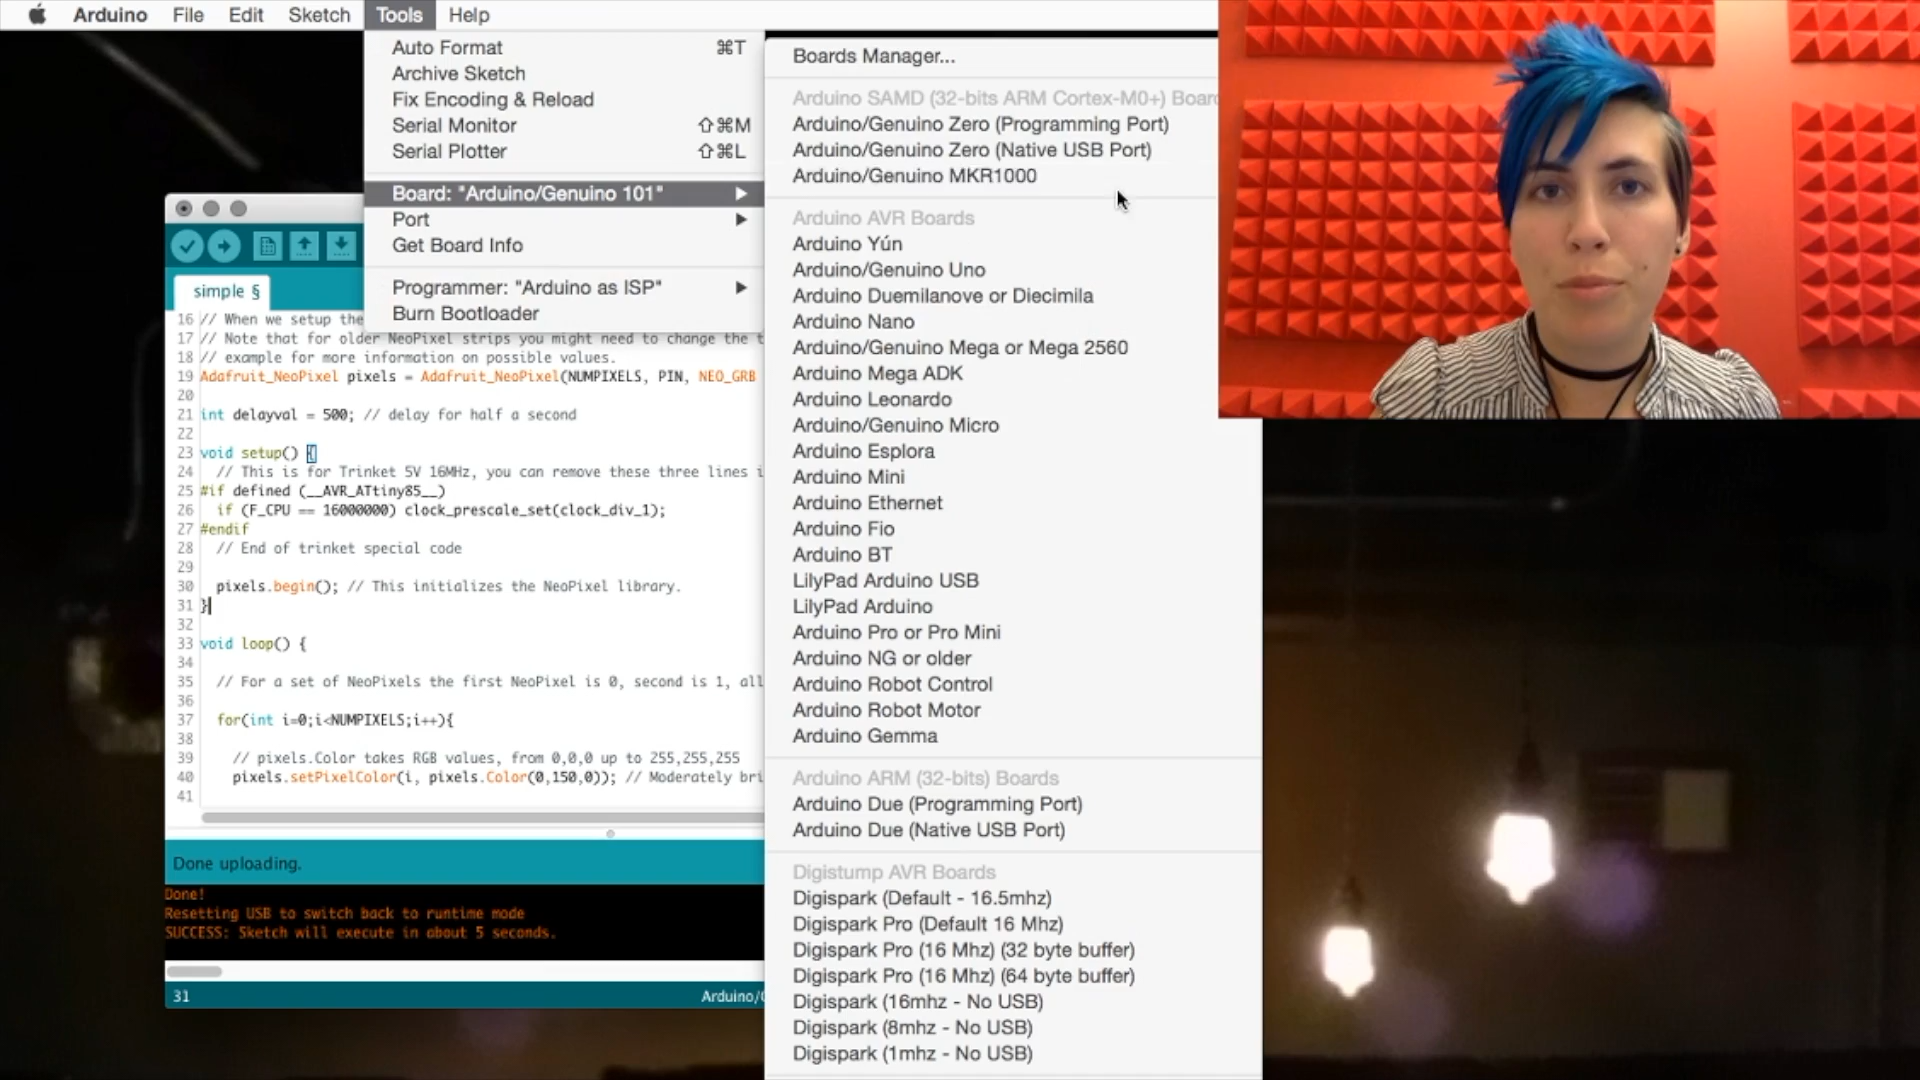 Arduino File Edit Sketch Tools Help
Auto Format ⌘T
Archive Sketch
Fix Encoding & Reload
Serial Monitor ⇧⌘M
Serial Plotter ⇧⌘L
Board: "Arduino/Genuino 101"
Port
Get Board Info
Programmer: "Arduino as ISP"
Burn Bootloader
Boards Manager...
Arduino SAMD (32-bits ARM Cortex-M0+) Boar
Arduino/Genuino Zero (Programming Port)
Arduino/Genuino Zero (Native USB Port)
Arduino/Genuino MKR1000
Arduino AVR Boards
Arduino Yún
Arduino/Genuino Uno
Arduino Duemilanove or Diecimila
Arduino Nano
Arduino/Genuino Mega or Mega 2560
Arduino Mega ADK
Arduino Leonardo
Arduino/Genuino Micro
Arduino Esplora
Arduino Mini
Arduino Ethernet
Arduino Fio
Arduino BT
LilyPad Arduino USB
LilyPad Arduino
Arduino Pro or Pro Mini
Arduino NG or older
Arduino Robot Control
Arduino Robot Motor
Arduino Gemma
Arduino ARM (32-bits) Boards
Arduino Due (Programming Port)
Arduino Due (Native USB Port)
Digistump AVR Boards
Digispark (Default - 16.5mhz)
Digispark Pro (Default 16 Mhz)
Digispark Pro (16 Mhz) (32 byte buffer)
Digispark Pro (16 Mhz) (64 byte buffer)
Digispark (16mhz - No USB)
Digispark (8mhz - No USB)
Digispark (1mhz - No USB)
simple §
16 // When we setup the
17 // Note that for older NeoPixel strips you might need to change the t
18 // example for more information on possible values.
19 Adafruit_NeoPixel pixels = Adafruit_NeoPixel(NUMPIXELS, PIN, NEO_GRB
20
21 int delayval = 500; // delay for half a second
22
23 void setup() {
24 // This is for Trinket 5V 16MHz, you can remove these three lines i
25 #if defined (__AVR_ATtiny85__)
26 if (F_CPU == 16000000) clock_prescale_set(clock_div_1);
27 #endif
28 // End of trinket special code
29
30 pixels.begin(); // This initializes the NeoPixel library.
31 }
32
33 void loop() {
34
35 // For a set of NeoPixels the first NeoPixel is 0, second is 1, all
36
37 for(int i=0;i<NUMPIXELS;i++){
38
39 // pixels.Color takes RGB values, from 0,0,0 up to 255,255,255
40 pixels.setPixelColor(i, pixels.Color(0,150,0)); // Moderately bri
41
Done uploading.
Done!
Resetting USB to switch back to runtime mode
SUCCESS: Sketch will execute in about 5 seconds.
31 Arduino/G